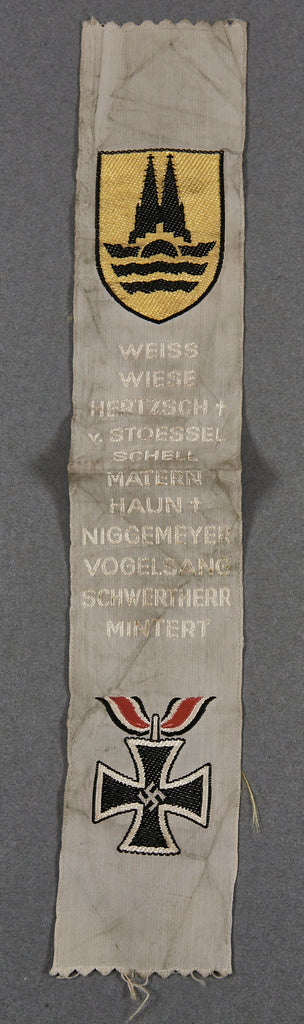 WEISS
WIESE
HERTZSCH †
v. STOESSEL
SCHELL
MATERN
HAUN †
NIGGEMEYER
VOGELSANG
SCHWERTHERR
MINTERT